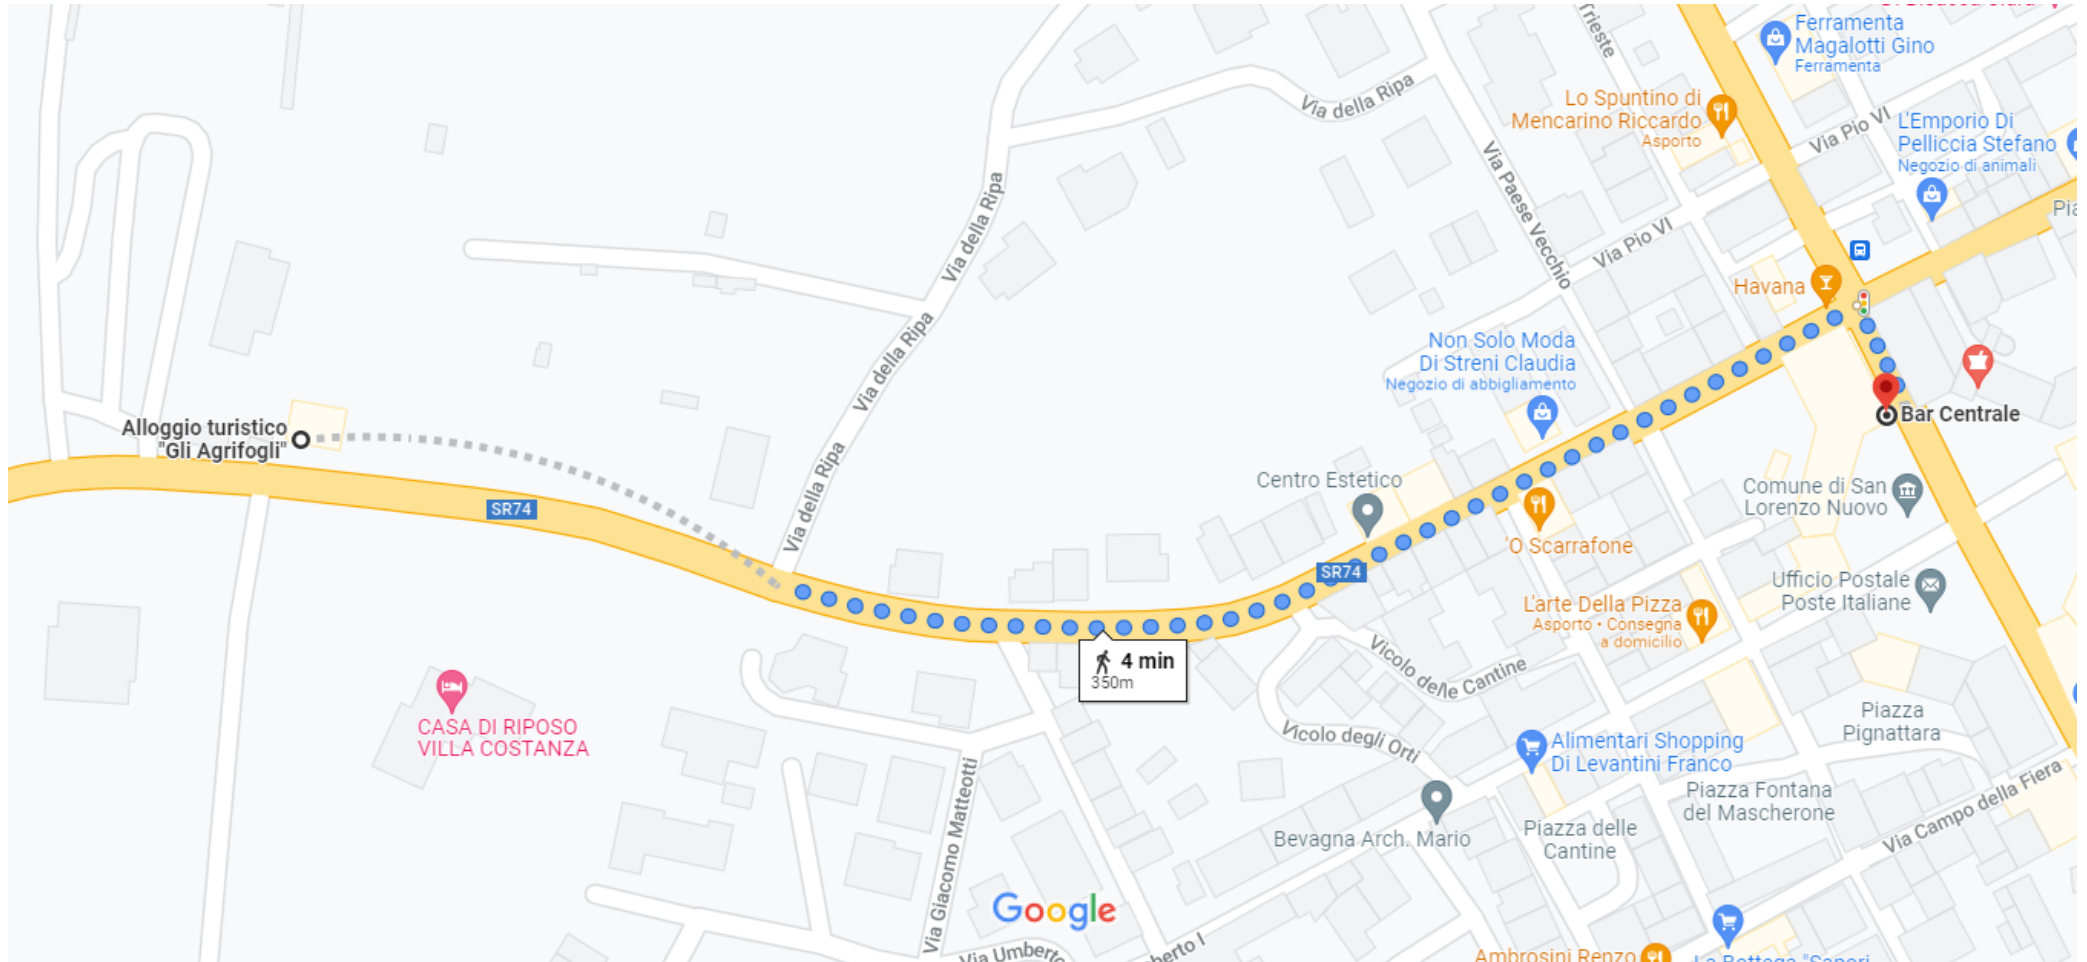 Ferramenta
Magalotti Gino
Ferramenta
Trieste
Via della Ripa
Lo Spuntino di
Mencarino Riccardo
Asporto
Via Pio VI
L'Emporio Di
Pelliccia Stefano
Negozio di animali
Via Paese Vecchio
Via della Ripa
Via Pio VI
Havana
Via della Ripa
Non Solo Moda
Di Streni Claudia
Negozio di abbigliamento
Alloggio turistico
"Gli Agrifogli"
Bar Centrale
Via della Ripa
Centro Estetico
SR74
Comune di San
Lorenzo Nuovo
'O Scarrafone
SR74
Ufficio Postale
Poste Italiane
L'arte Della Pizza
Asporto • Consegna
a domicilio
4 min
350m
Vicolo delle Cantine
CASA DI RIPOSO
VILLA COSTANZA
Vicolo degli Orti
Piazza
Pignattara
Alimentari Shopping
Di Levantini Franco
Piazza Fontana
del Mascherone
Via Campo della Fiera
Bevagna Arch. Mario
Piazza delle
Cantine
Via Giacomo Matteotti
Google
Via Umberto
berto I
Ambrosini Renzo
La Bottega "Sapori